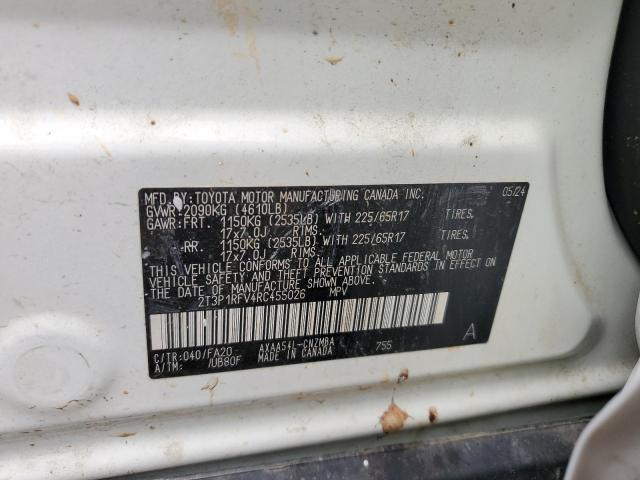 MFD.BY:TOYOTA MOTOR MANUFACTURING CANADA INC. 05/24
GVWR:2090KG (4610LB)
GAWR:FRT. 1150KG (2535LB) WITH 225/65R17 TIRES,
17x7.0J RIMS.
RR. 1150KG (2535LB) WITH 225/65R17 TIRES,
17x7.0J RIMS.
THIS VEHICLE CONFORMS TO ALL APPLICABLE FEDERAL MOTOR
VEHICLE SAFETY AND THEFT PREVENTION STANDARDS IN EFFECT ON
THE DATE OF MANUFACTURE SHOWN ABOVE.
2T3P1RFV4RC455026 MPV
C/TR:040/FA20 AXAA54L-CNZMBA 755 A
A/TM: /UB80F MADE IN CANADA